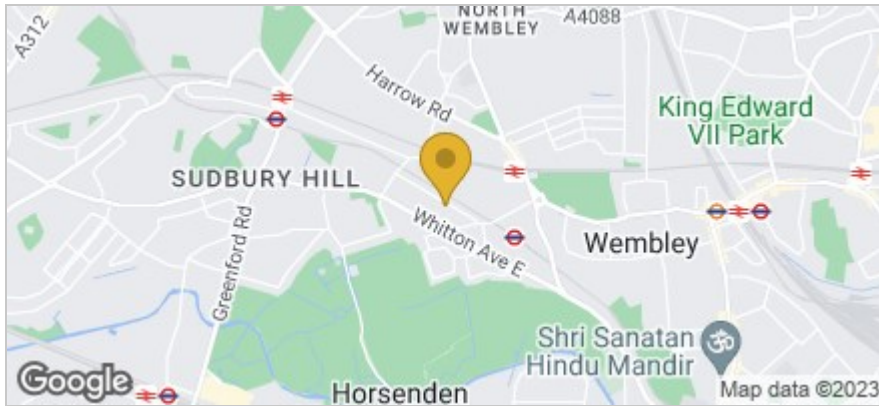 NORTH
WEMBLEY
A4088
A312
Harrow Rd
King Edward
VII Park
SUDBURY HILL
Greenford Rd
Whitton Ave E
Wembley
Shri Sanatan
Hindu Mandir
ॐ
Google
Horsenden
Map data ©2023